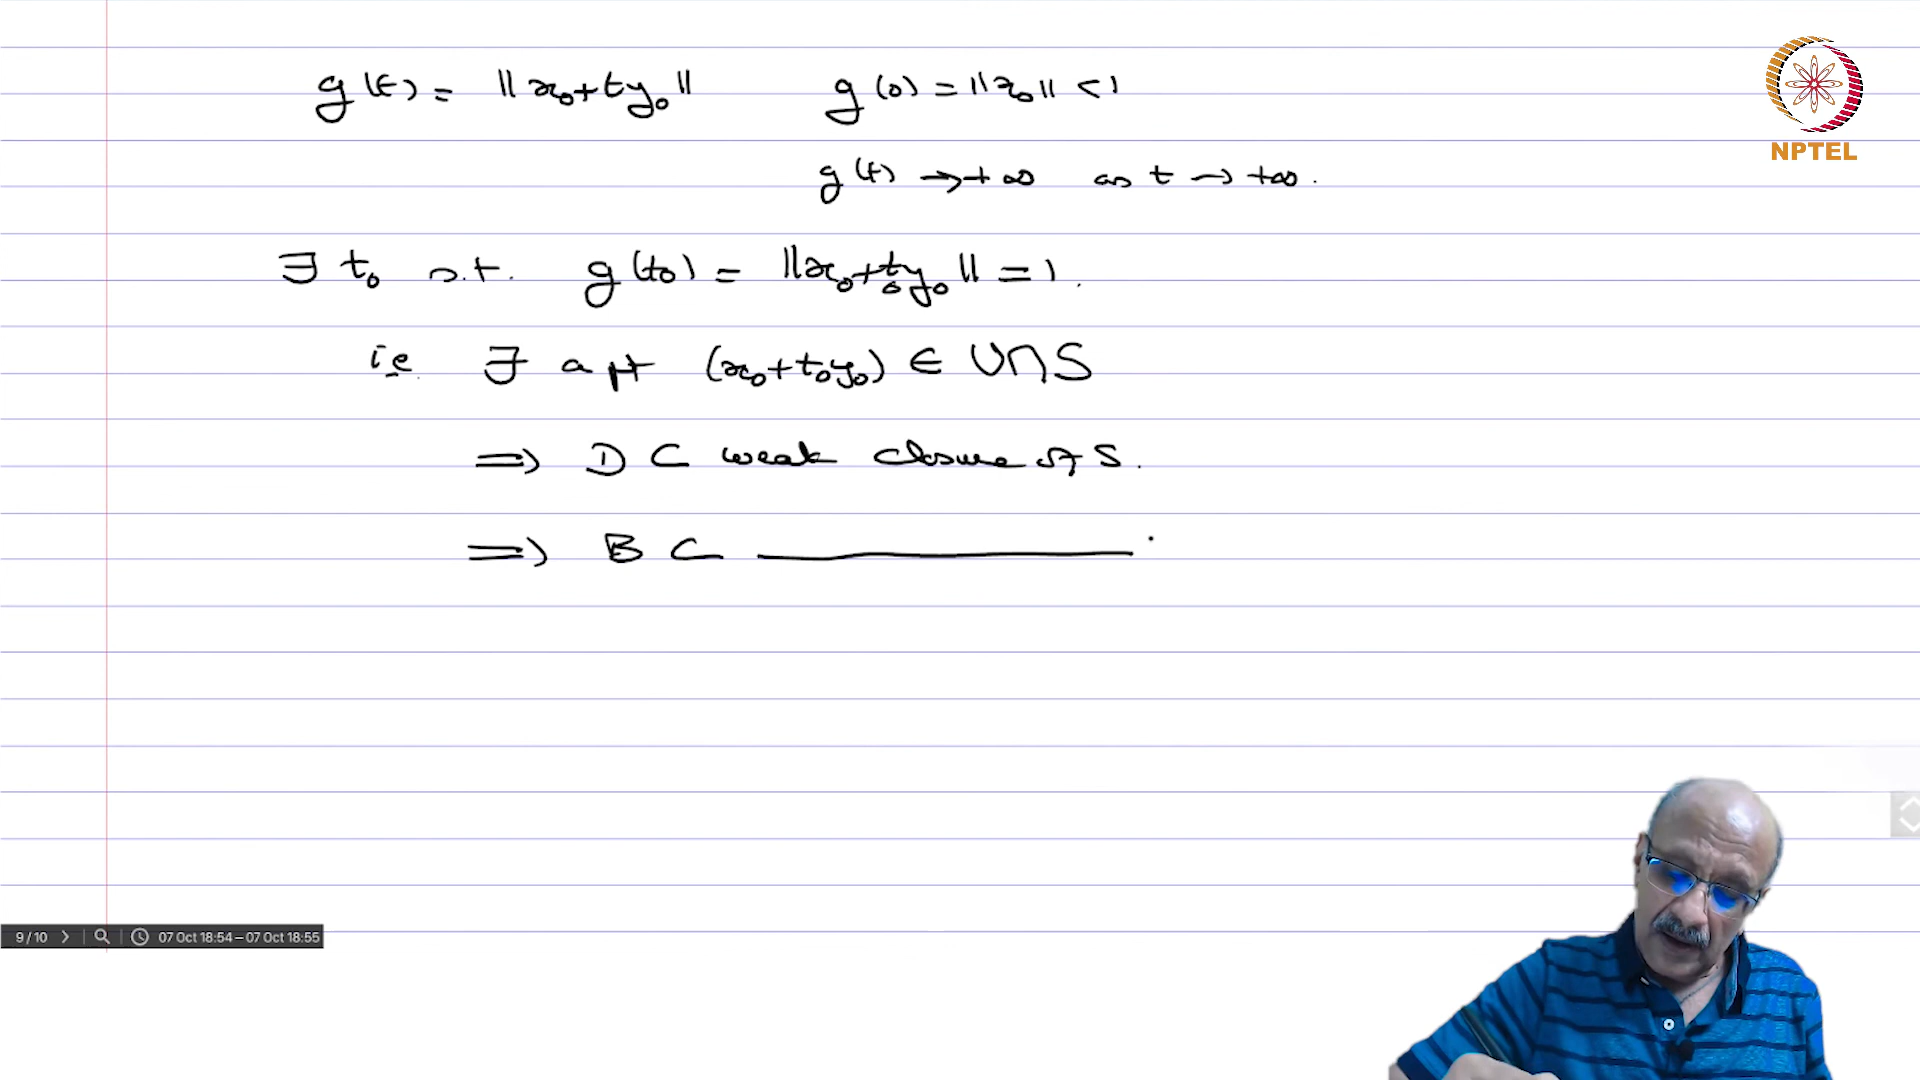 g(t) = ||x₀+ty₀|| g(0) = ||x₀|| < 1
NPTEL
g(t) → +∞ as t → +∞.
∃ t₀ s.t. g(t₀) = ||x₀+t₀y₀|| = 1.
i.e. ∃ a pt (x₀+t₀y₀) ∈ U∩S
⇒ D ⊂ weak closure of S.
⇒ B ⊂ ———.
9/10 07 Oct 18:54 – 07 Oct 18:55